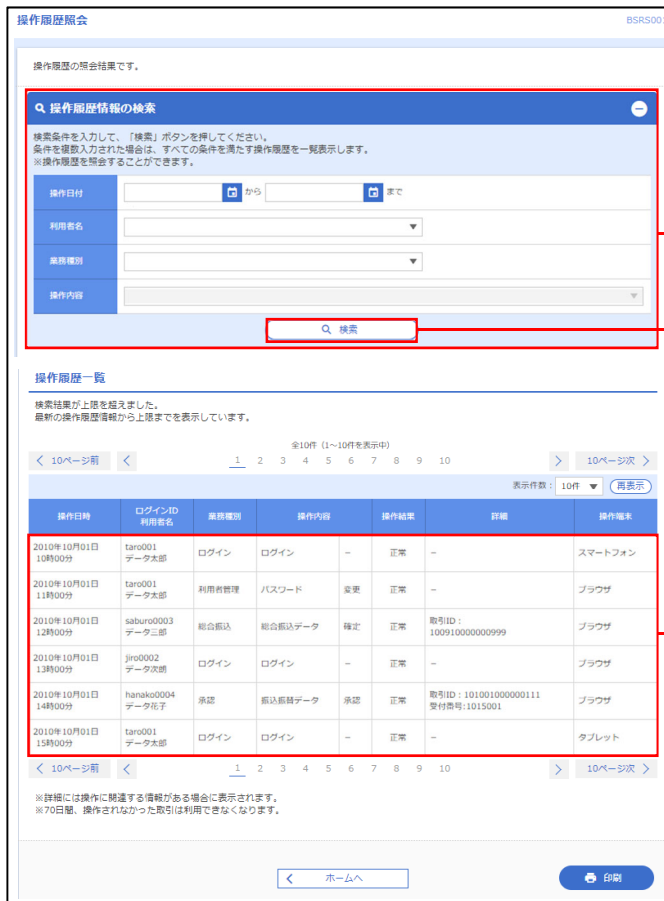 操作履歴照会 BSRS001
操作履歴の照会結果です。
操作履歴情報の検索
検索条件を入力して、「検索」ボタンを押してください。
条件を複数入力された場合は、すべての条件を満たす操作履歴を一覧表示します。
※操作履歴を照会することができます。
操作日付 から まで
利用者名
業務種別
操作内容
検索
操作履歴一覧
検索結果が上限を超えました。
最新の操作履歴情報から上限までを表示しています。
全10件（1～10件を表示中）
< 10ページ前 < 1 2 3 4 5 6 7 8 9 10 > 10ページ次 >
表示件数： 10件 ▼ 再表示
操作日時 ログインID 利用者名 業務種別 操作内容 操作結果 詳細 操作端末
2010年10月01日 10時00分 taro001 データ太郎 ログイン ログイン － 正常 － スマートフォン
2010年10月01日 11時00分 taro001 データ太郎 利用者管理 パスワード 変更 正常 － ブラウザ
2010年10月01日 12時00分 saburo0003 データ三郎 総合振込 総合振込データ 確定 正常 取引ID： 100910000000999 ブラウザ
2010年10月01日 13時00分 jiro0002 データ次朗 ログイン ログイン － 正常 － ブラウザ
2010年10月01日 14時00分 hanako0004 データ花子 承認 振込振替データ 承認 正常 取引ID：101001000000111 受付番号:1015001 ブラウザ
2010年10月01日 15時00分 taro001 データ太郎 ログイン ログイン － 正常 － タブレット
< 10ページ前 < 1 2 3 4 5 6 7 8 9 10 > 10ページ次 >
※詳細には操作に関連する情報がある場合に表示されます。
※70日間、操作されなかった取引は利用できなくなります。
< ホームへ
印刷